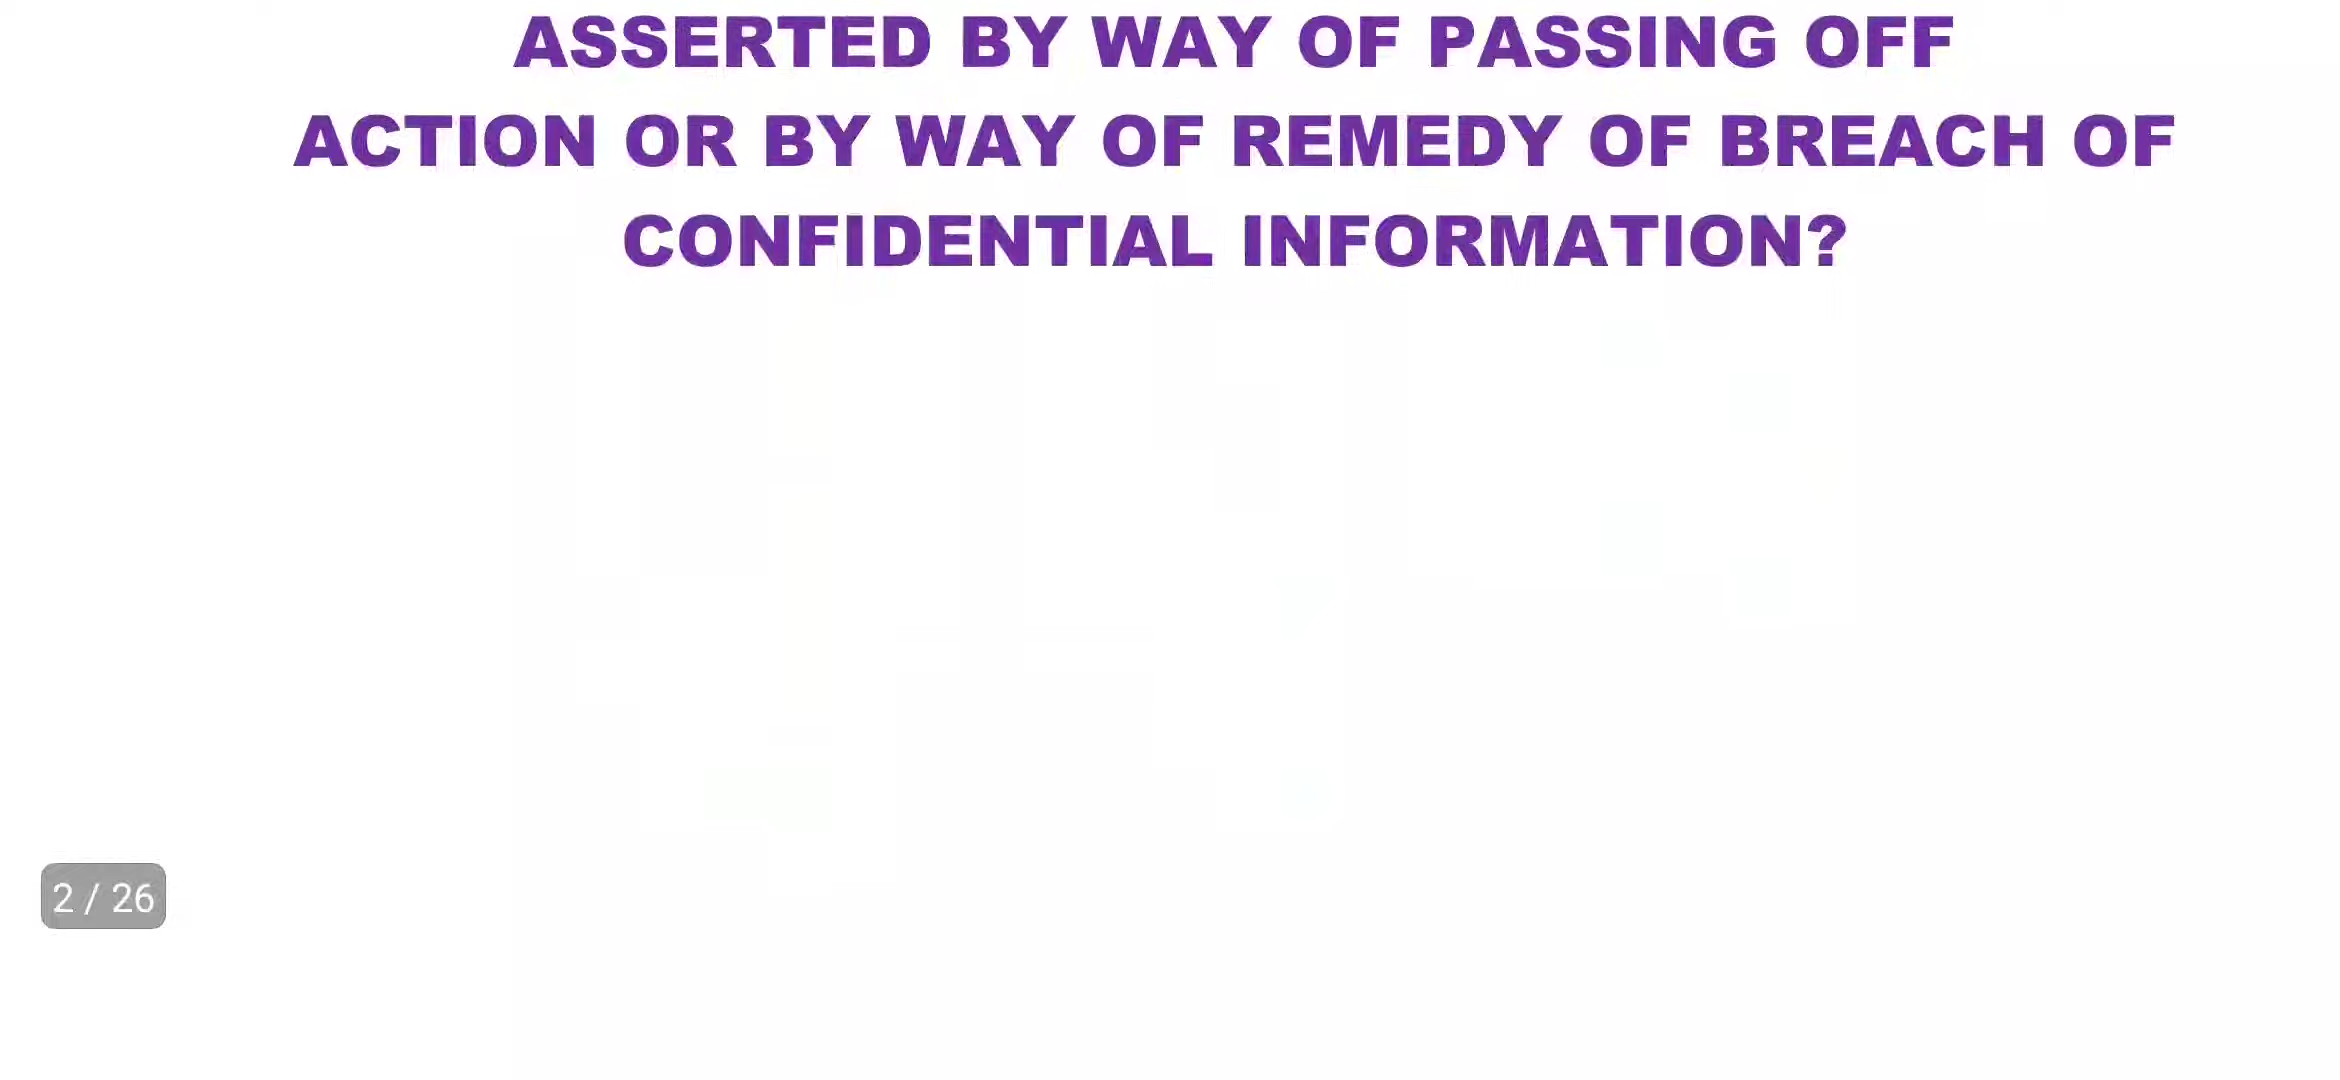 ASSERTED BY WAY OF PASSING OFF
ACTION OR BY WAY OF REMEDY OF BREACH OF
CONFIDENTIAL INFORMATION?
2 / 26